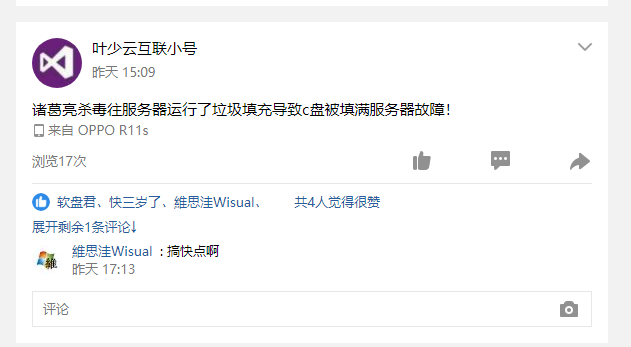 叶少云互联小号
昨天 15:09
诸葛亮杀毒往服务器运行了垃圾填充导致c盘被填满服务器故障！
来自 OPPO R11s
浏览17次
软盘君、快三岁了、維思洼Wisual、 共4人觉得很赞
展开剩余1条评论↓
維思洼Wisual : 搞快点啊
昨天 17:13
评论